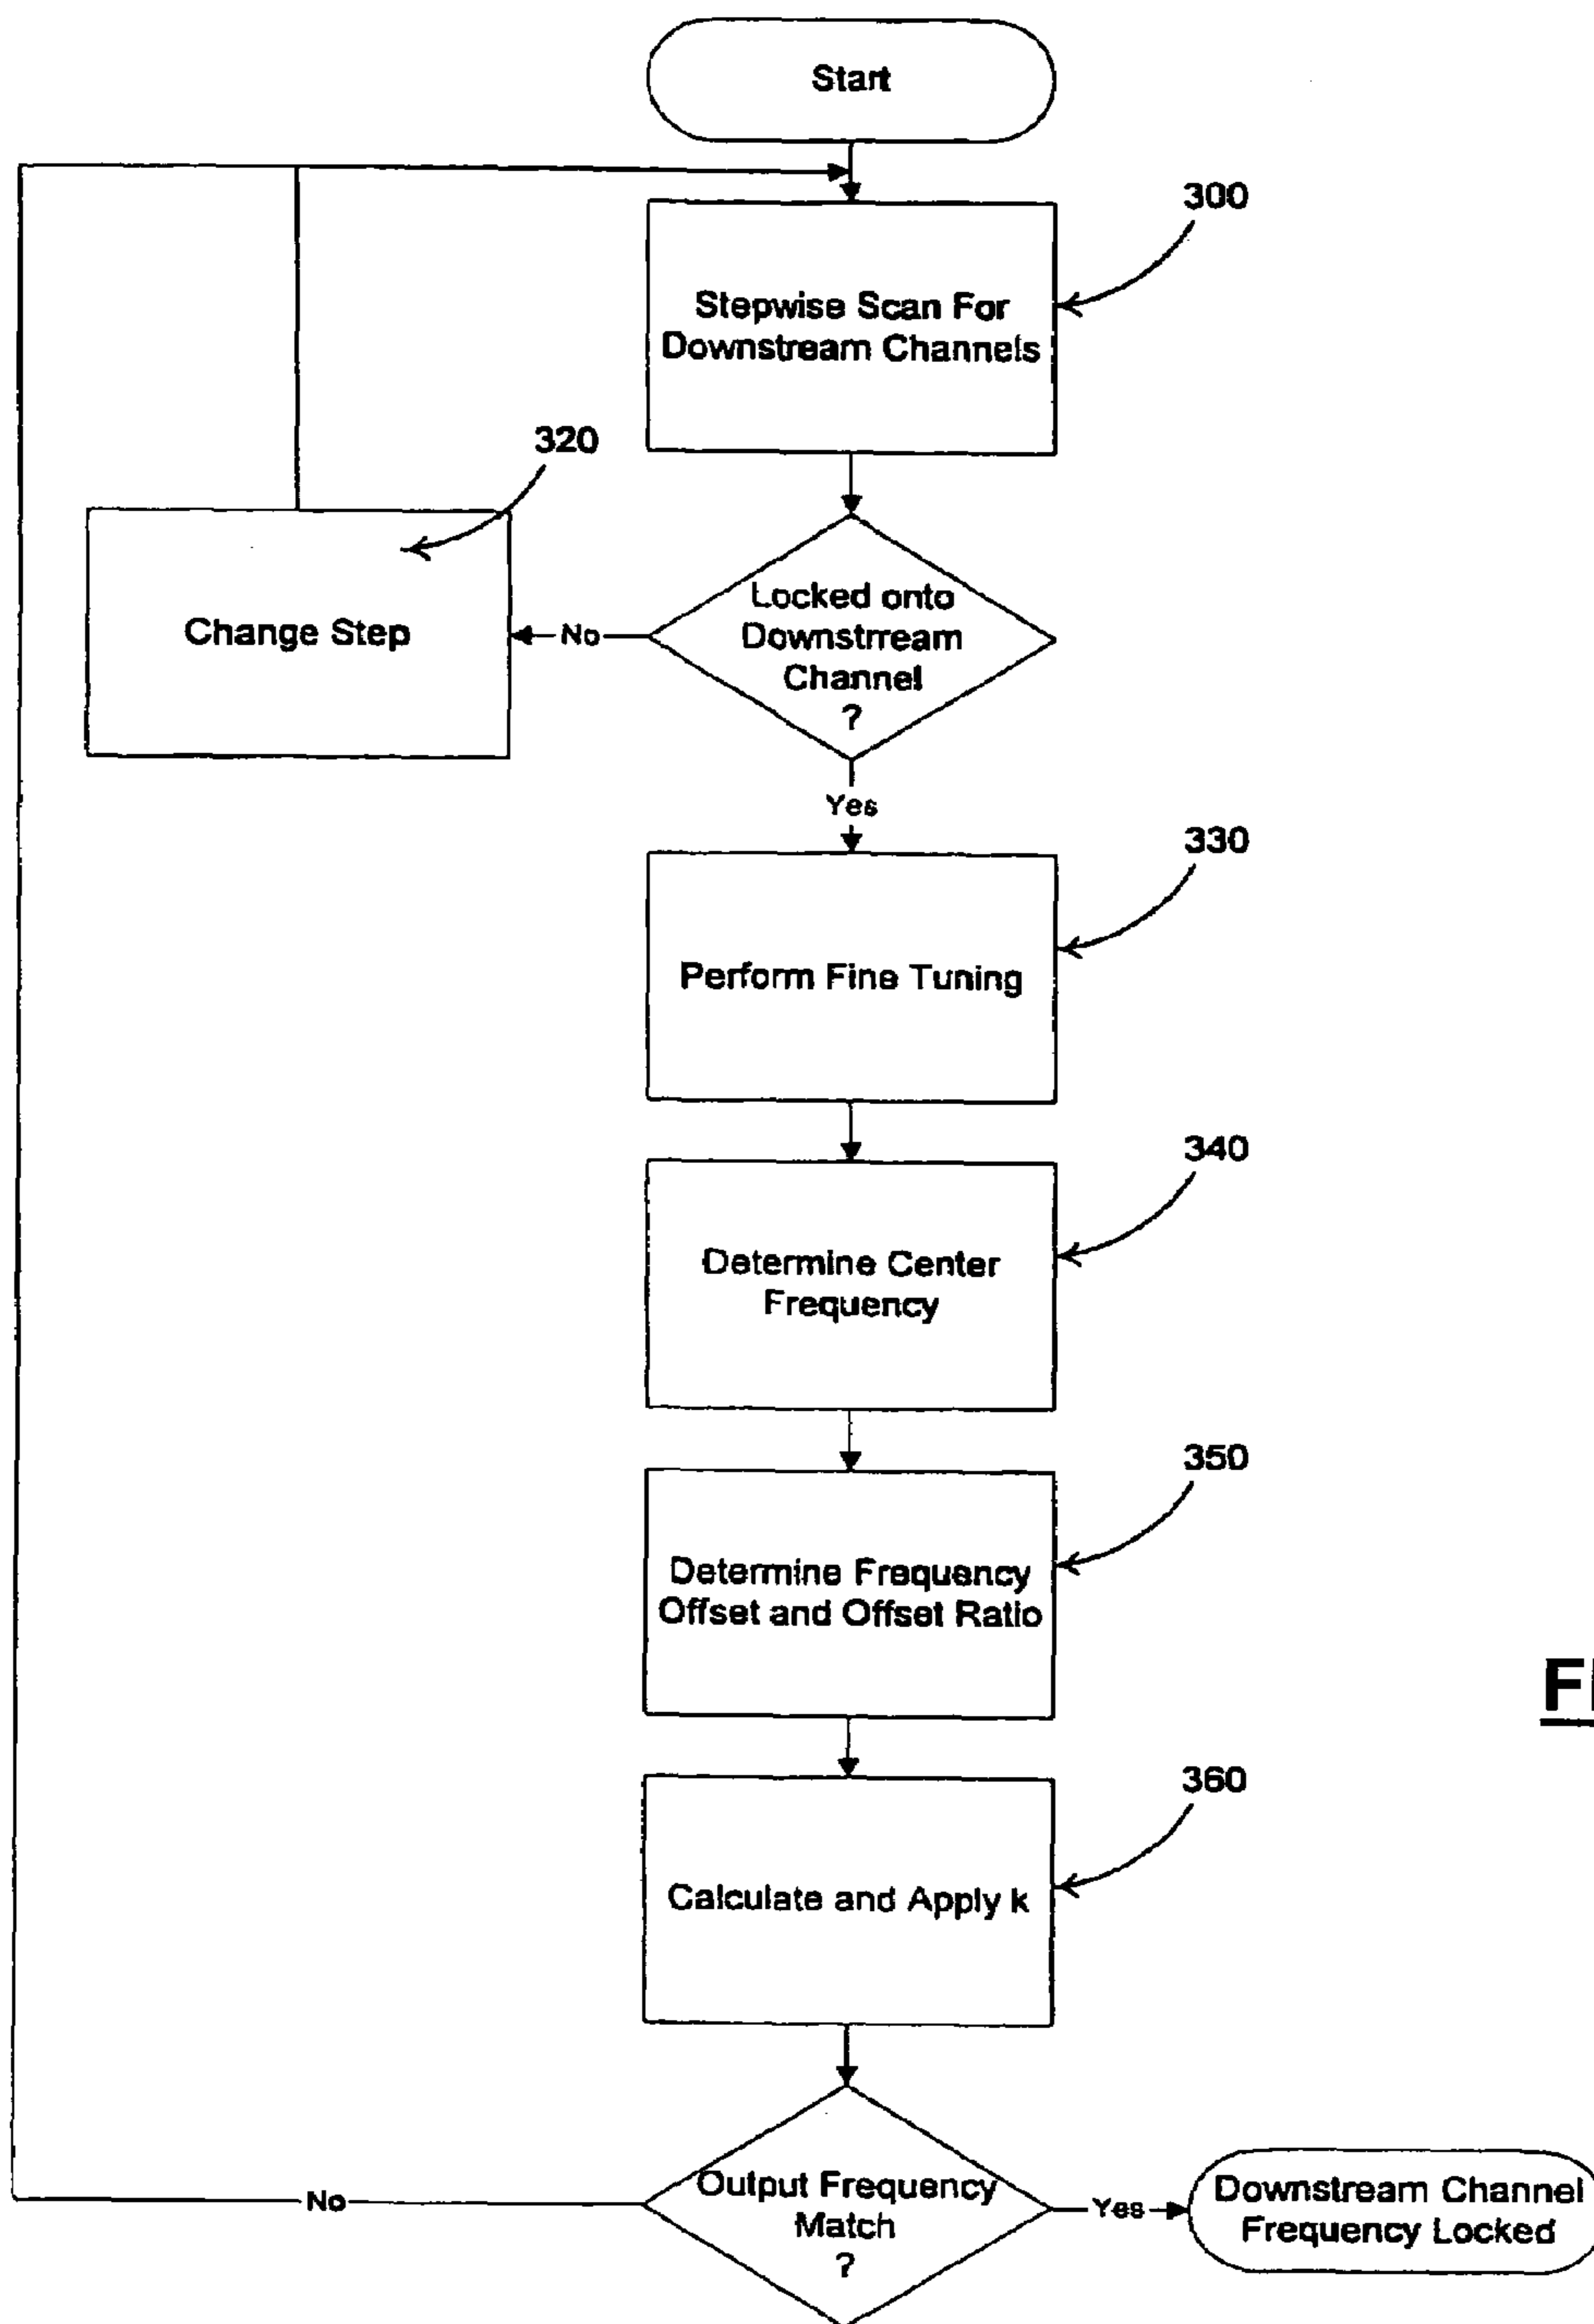 Start
300
Stepwise Scan For
Downstream Channels
320
Change Step
No
Locked onto
Downstrream
Channel
?
Yes
330
Perform Fine Tuning
340
Determine Center
Frequency
350
Determine Frequency
Offset and Offset Ratio
360
Calculate and Apply k
No
Output Frequency
Match
?
Yes
Downstream Channel
Frequency Locked